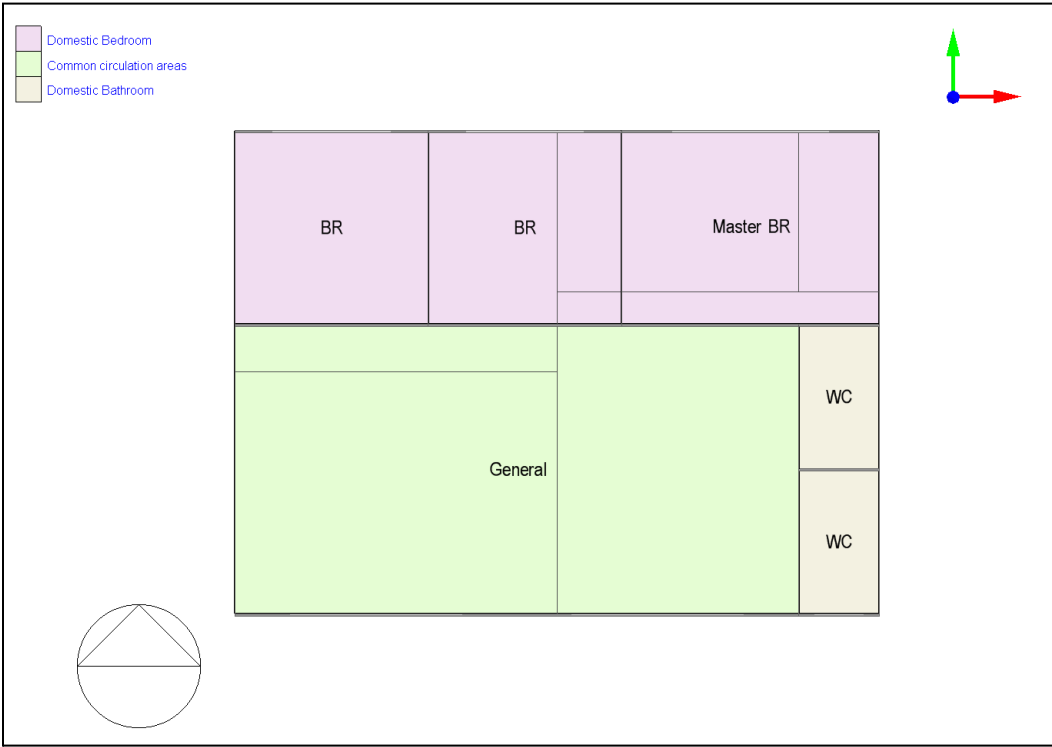 Domestic Bedroom
Common circulation areas
Domestic Bathroom
BR
BR
Master BR
WC
General
WC